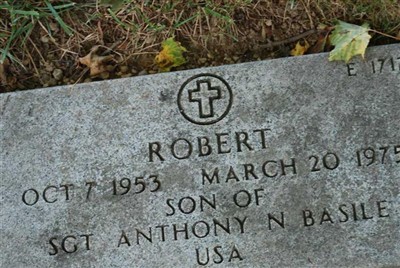 E 1717
ROBERT
OCT 7 1953 MARCH 20 1975
SON OF
SGT ANTHONY N BASILE
USA